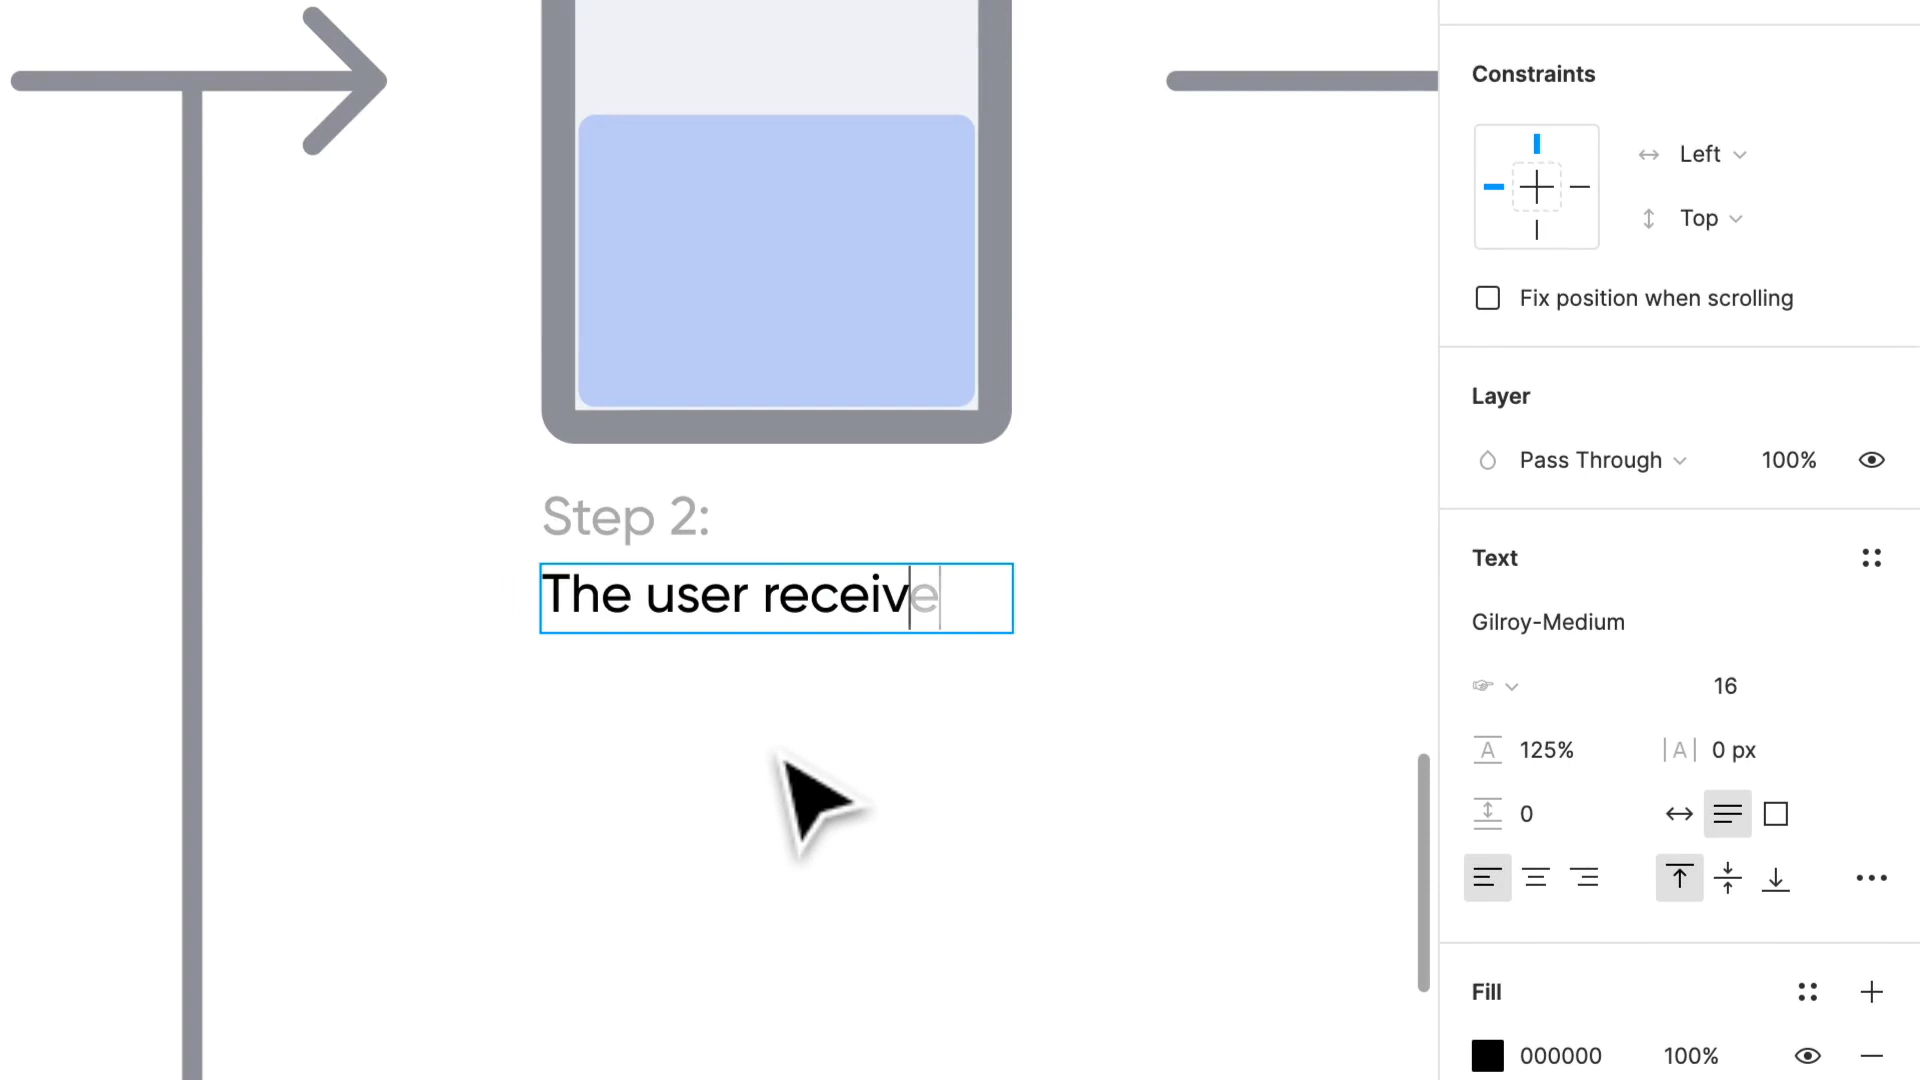 Constraints
Left
Top
Fix position when scrolling
Layer
Pass Through 100%
Step 2:
The user receive
Text
Gilroy-Medium
16
A 125% |A| 0 px
0
Fill
000000 100%